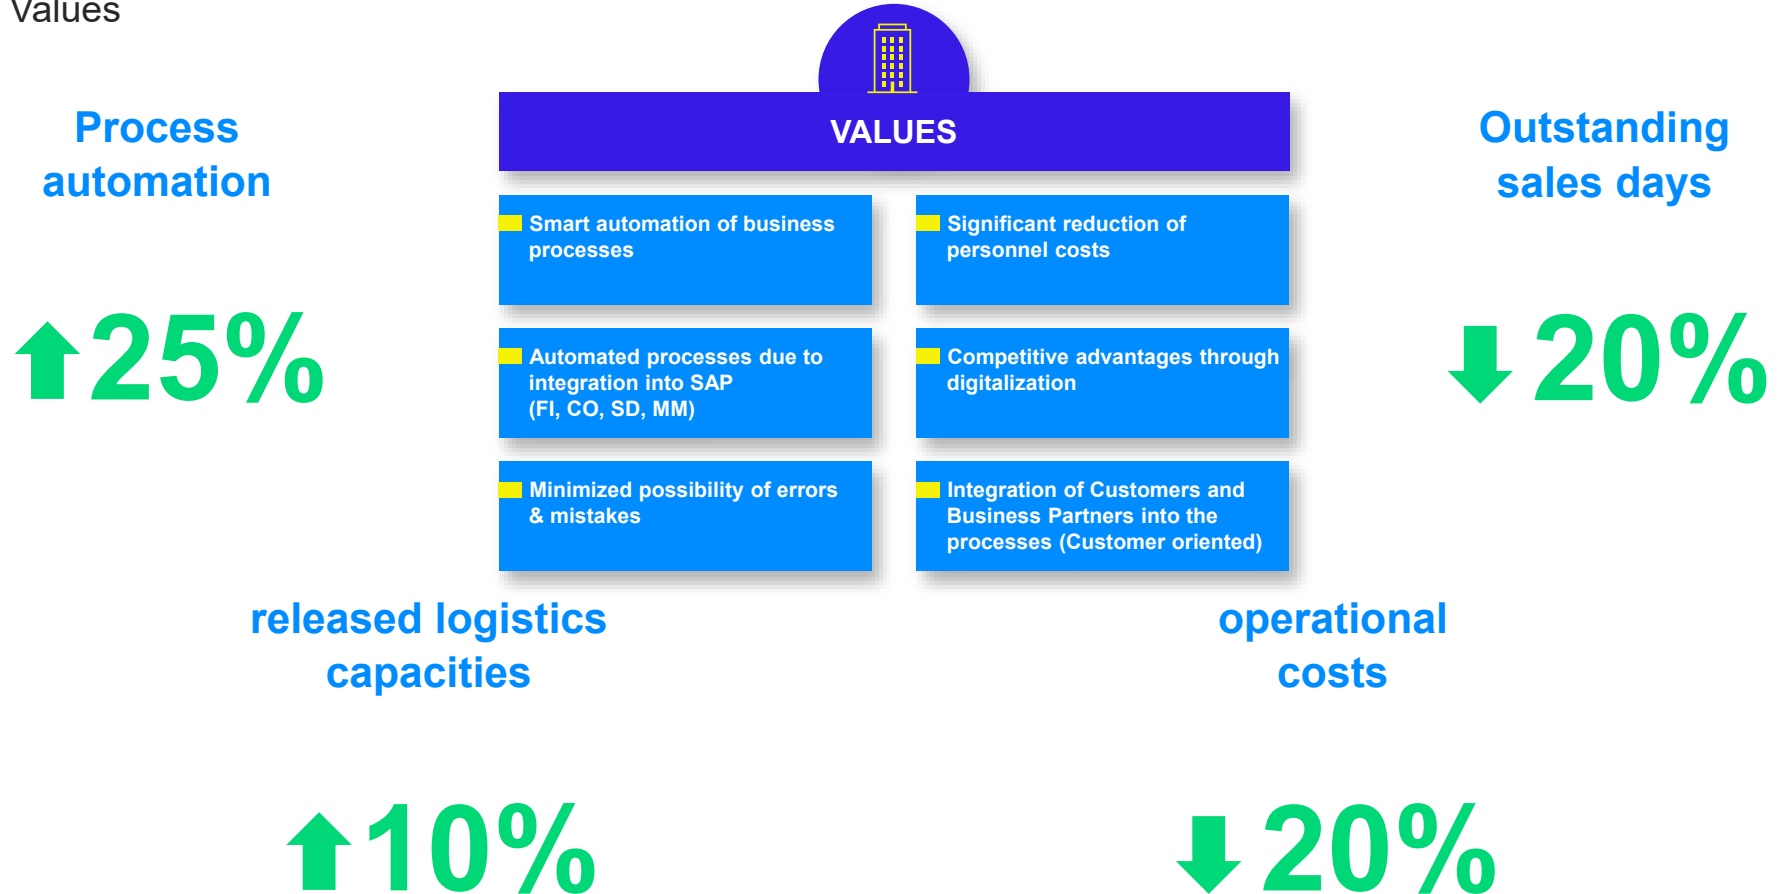 Values
VALUES
Process
automation
25%
Smart automation of business
processes
Automated processes due to
integration into SAP
(FI, CO, SD, MM)
Minimized possibility of errors
& mistakes
Significant reduction of
personnel costs
Competitive advantages through
digitalization
Integration of Customers and
Business Partners into the
processes (Customer oriented)
Outstanding
sales days
20%
released logistics
capacities
10%
operational
costs
20%